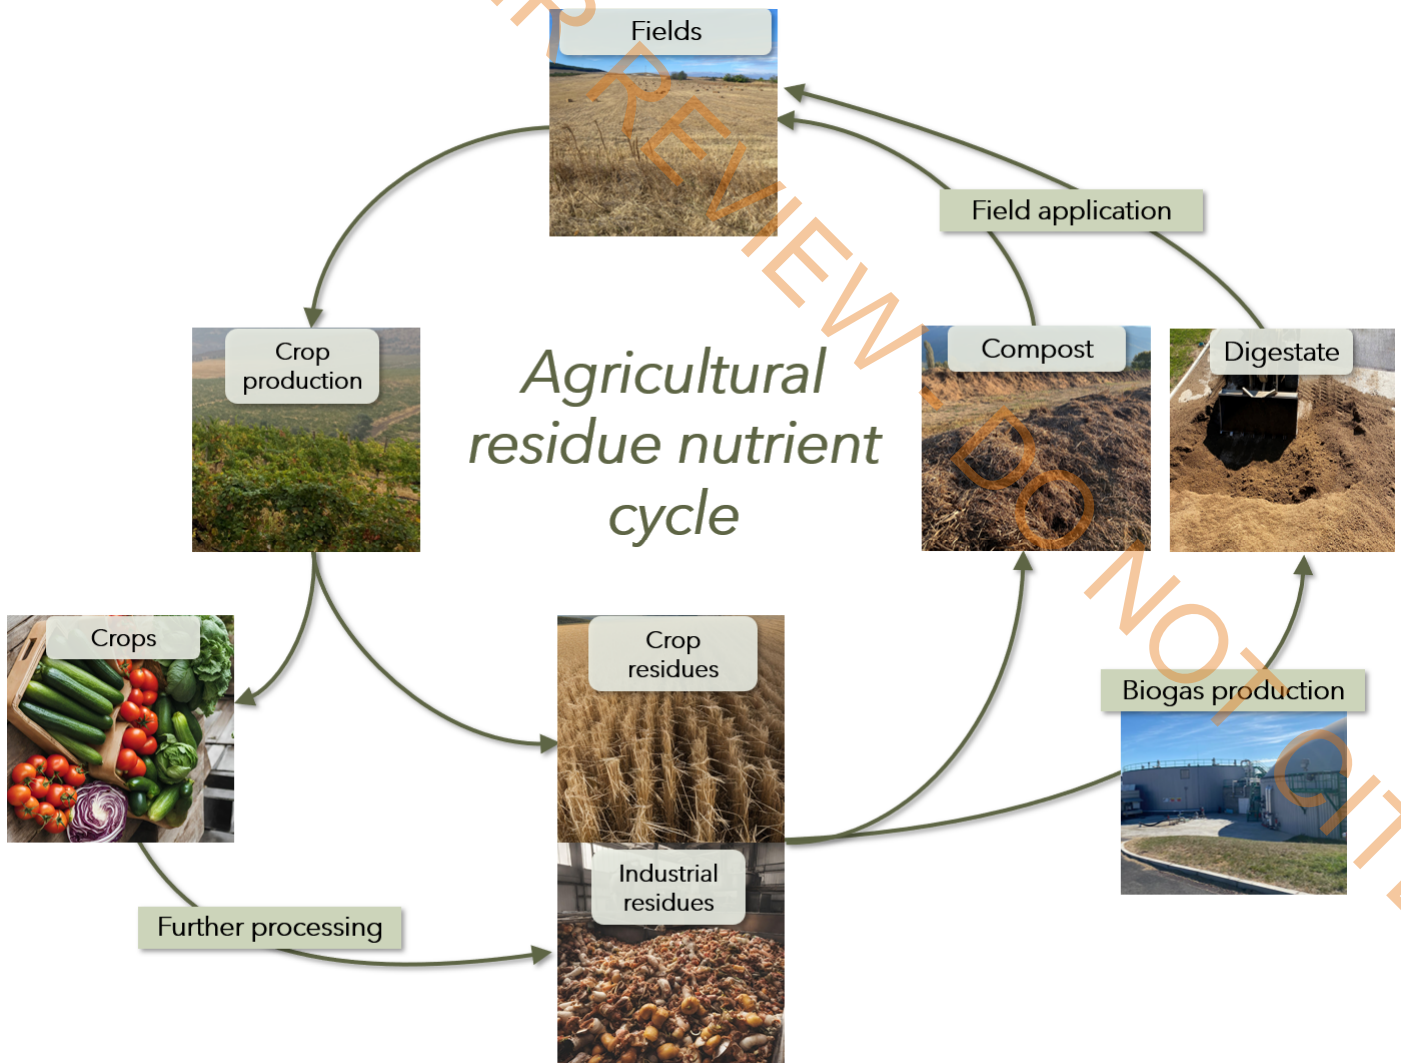 Fields
Field application
Crop
production
Agricultural
residue nutrient
cycle
Compost
Digestate
Crops
Crop
residues
Biogas production
Industrial
residues
Further processing
REVIEW - DO NOT CITE